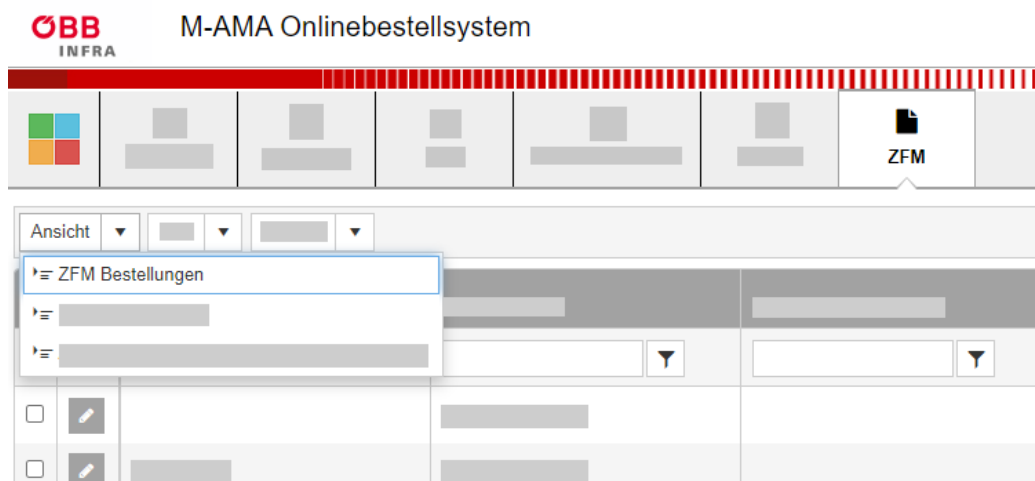 ÖBB
INFRA
M-AMA Onlinebestellsystem
ZFM
Ansicht
ZFM Bestellungen